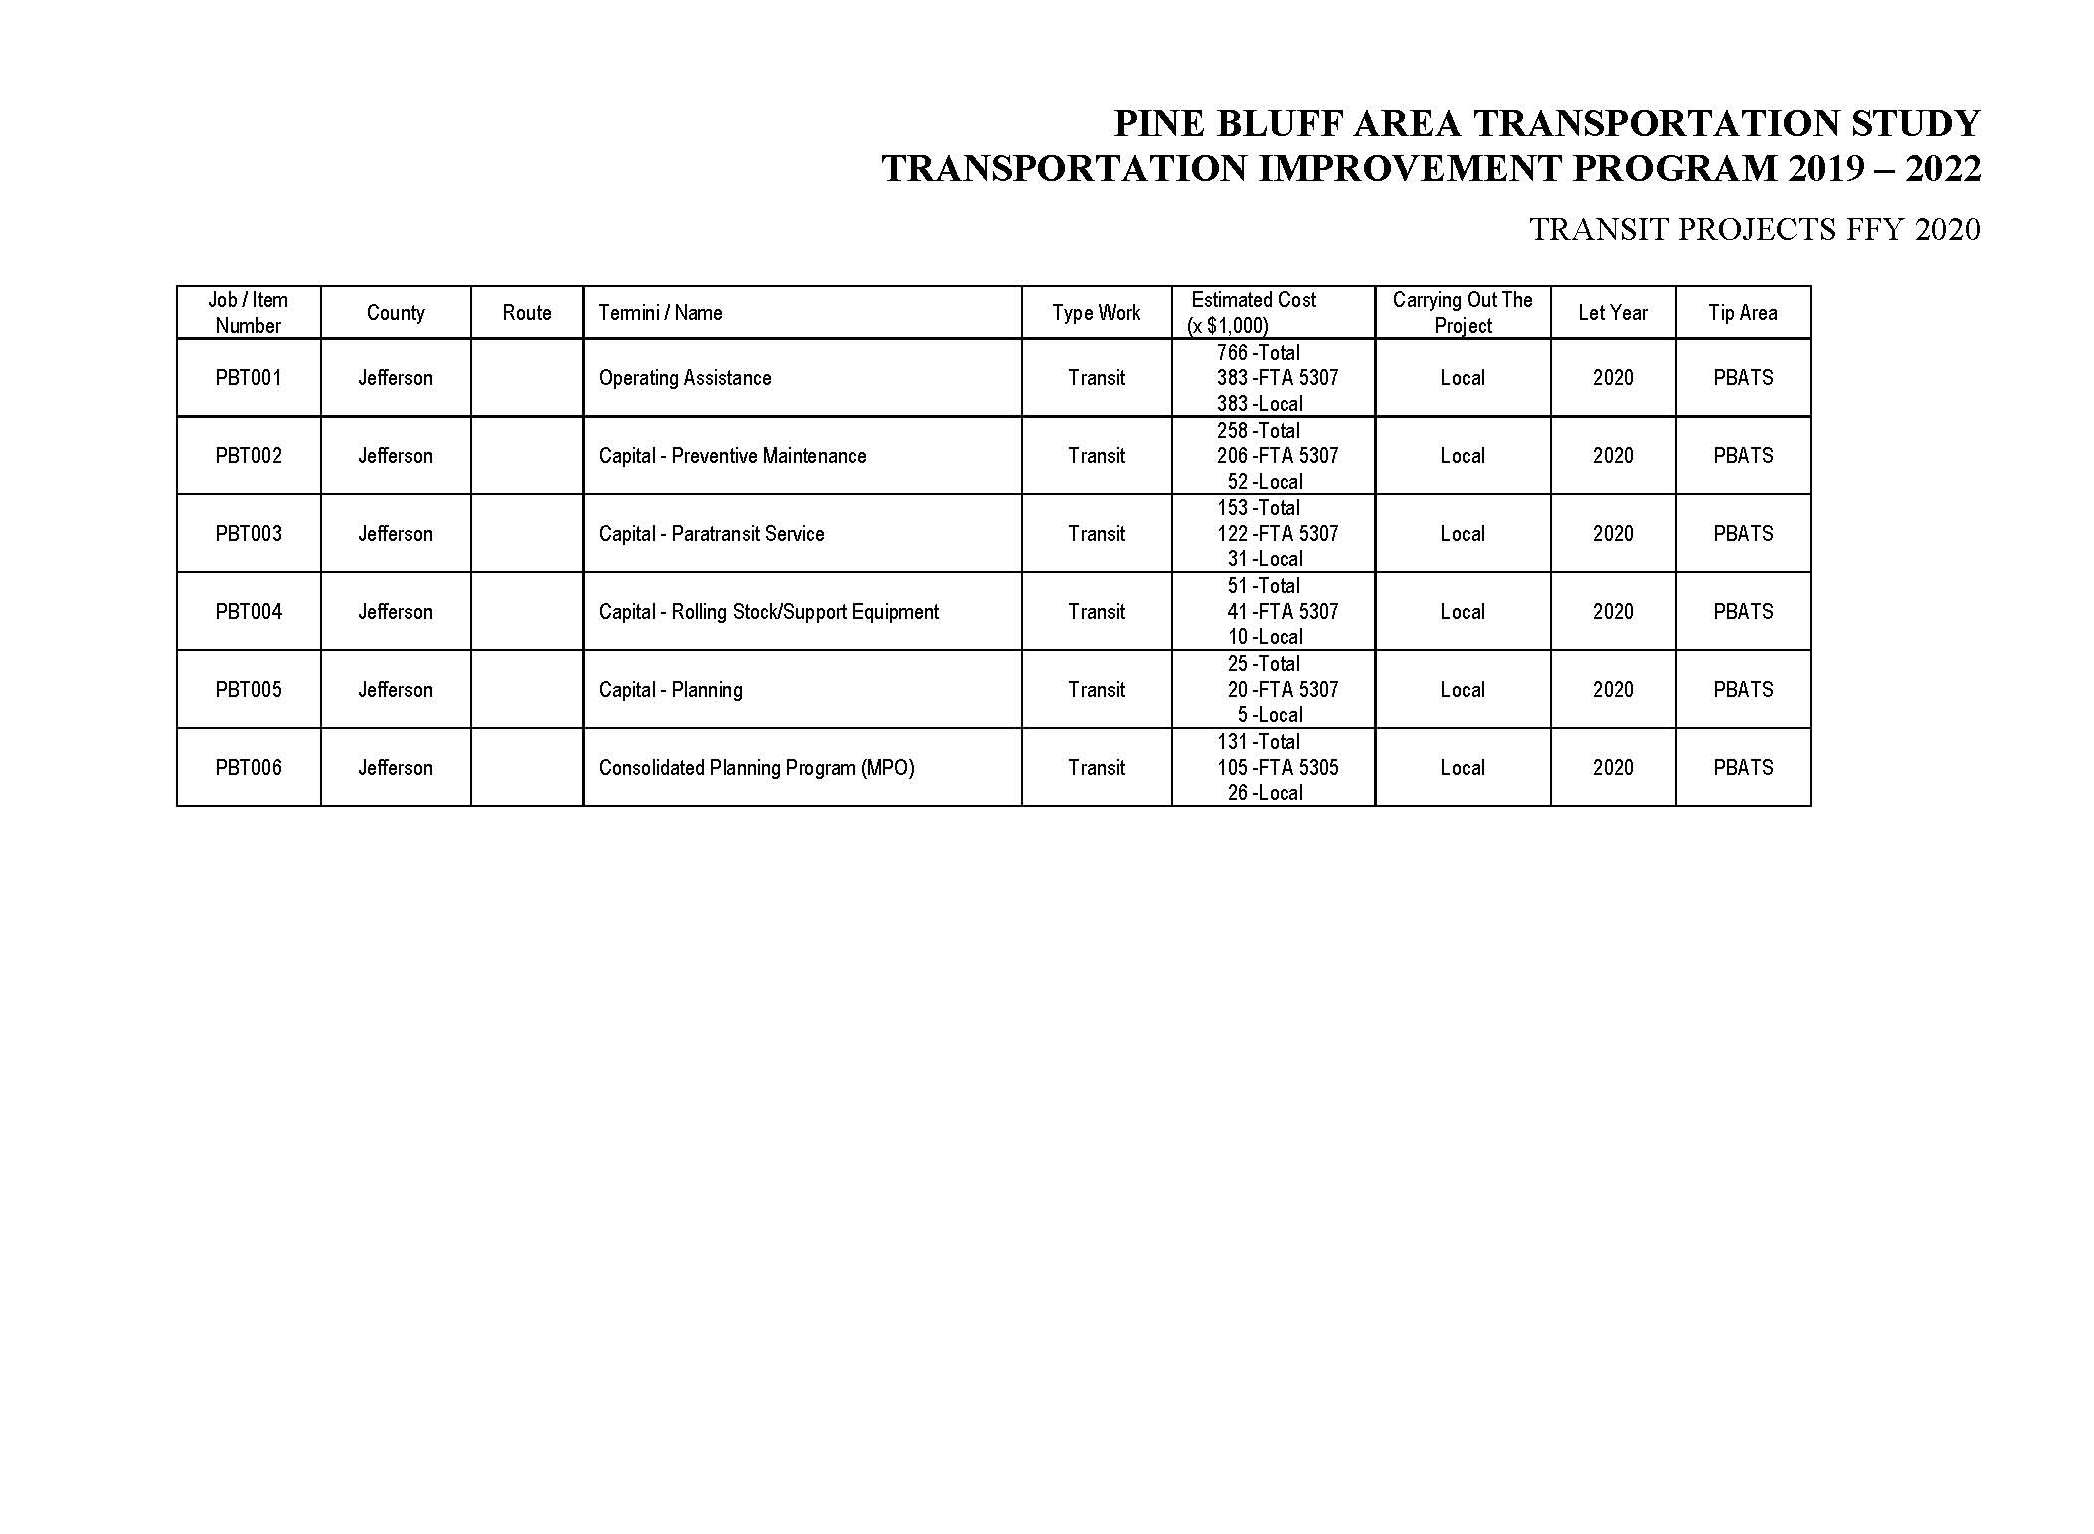 PINE BLUFF AREA TRANSPORTATION STUDY
TRANSPORTATION IMPROVEMENT PROGRAM 2019 – 2022
TRANSIT PROJECTS FFY 2020
Job / Item Number County Route Termini / Name Type Work Estimated Cost (x $1,000) Carrying Out The Project Let Year Tip Area
766 -Total
PBT001 Jefferson Operating Assistance Transit 383 -FTA 5307 Local 2020 PBATS
383 -Local
258 -Total
PBT002 Jefferson Capital - Preventive Maintenance Transit 206 -FTA 5307 Local 2020 PBATS
52 -Local
153 -Total
PBT003 Jefferson Capital - Paratransit Service Transit 122 -FTA 5307 Local 2020 PBATS
31 -Local
51 -Total
PBT004 Jefferson Capital - Rolling Stock/Support Equipment Transit 41 -FTA 5307 Local 2020 PBATS
10 -Local
25 -Total
PBT005 Jefferson Capital - Planning Transit 20 -FTA 5307 Local 2020 PBATS
5 -Local
131 -Total
PBT006 Jefferson Consolidated Planning Program (MPO) Transit 105 -FTA 5305 Local 2020 PBATS
26 -Local